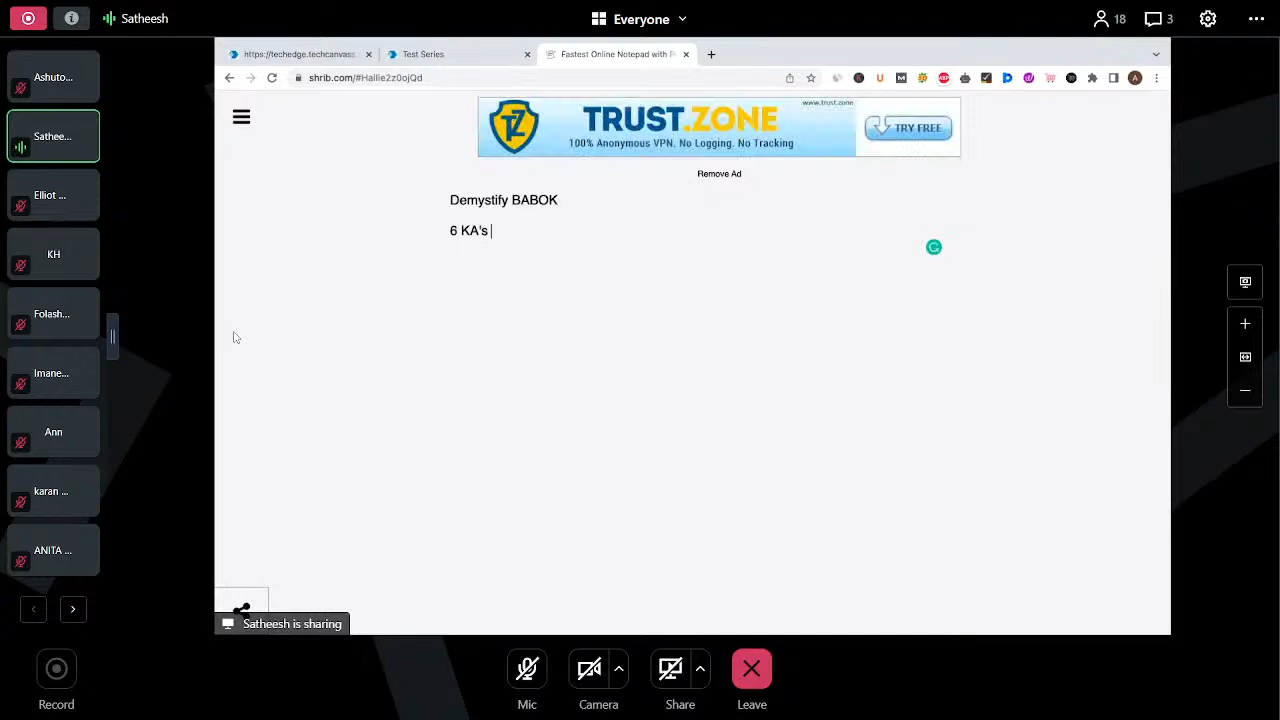 Satheesh
Everyone
18
3
Ashuto...
Sathee...
Elliot ...
KH
Folash...
Imane...
Ann
karan ...
ANITA ...
https://techedge.techcanvass
Test Series
Fastest Online Notepad with P
shrib.com/#Hallie2z0ojQd
A
TZ
TRUST.ZONE
www.trust.zone
100% Anonymous VPN. No Logging. No Tracking
TRY FREE
Remove Ad
Demystify BABOK
6 KA's
Satheesh is sharing
Record
Mic
Camera
Share
Leave